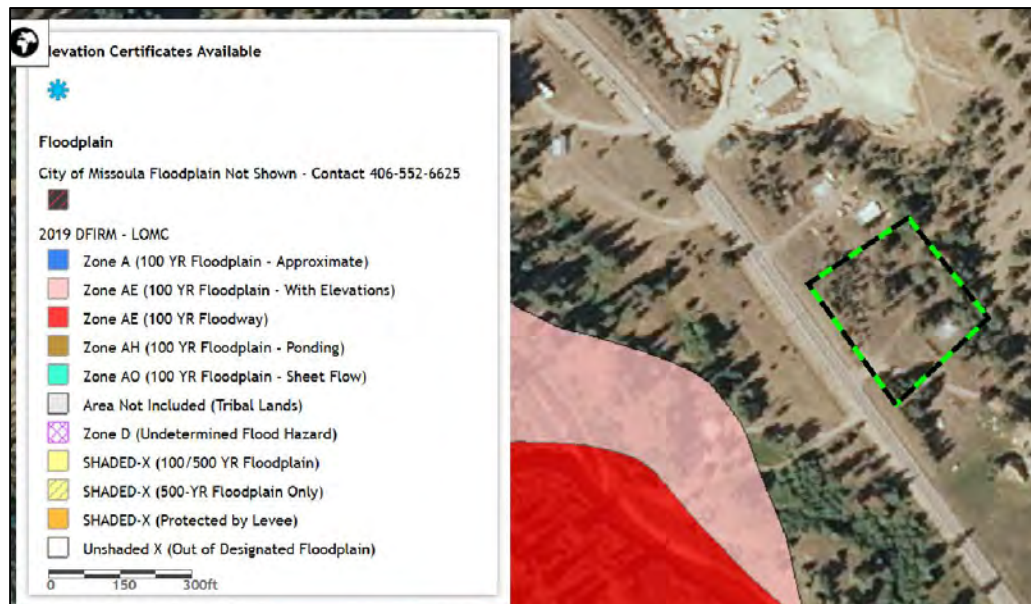 levation Certificates Available
Floodplain
City of Missoula Floodplain Not Shown - Contact 406-552-6625
2019 DFIRM - LOMC
Zone A (100 YR Floodplain - Approximate)
Zone AE (100 YR Floodplain - With Elevations)
Zone AE (100 YR Floodway)
Zone AH (100 YR Floodplain - Ponding)
Zone AO (100 YR Floodplain - Sheet Flow)
Area Not Included (Tribal Lands)
Zone D (Undetermined Flood Hazard)
SHADED-X (100/500 YR Floodplain)
SHADED-X (500-YR Floodplain Only)
SHADED-X (Protected by Levee)
Unshaded X (Out of Designated Floodplain)
0 150 300ft